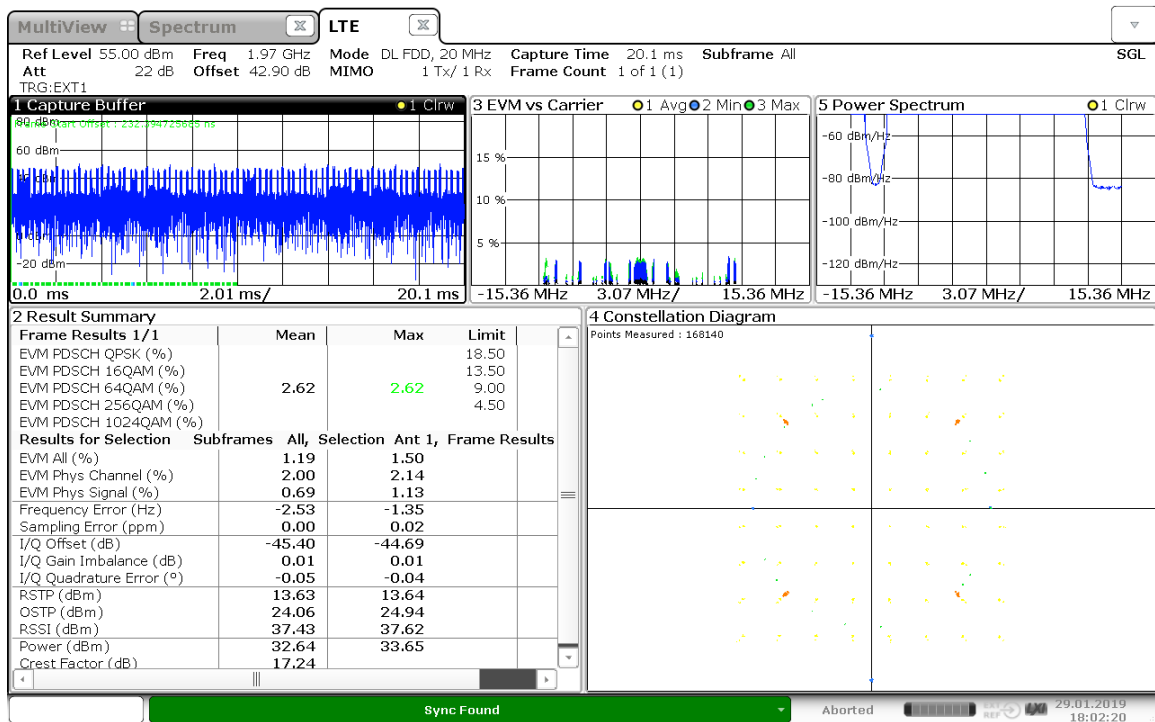 MultiView Spectrum LTE
Ref Level 55.00 dBm Freq 1.97 GHz Mode DL FDD, 20 MHz Capture Time 20.1 ms Subframe All SGL
Att 22 dB Offset 42.90 dB MIMO 1 Tx/ 1 Rx Frame Count 1 of 1 (1)
TRG:EXT1
1 Capture Buffer 1 Clrw
80 dBm
Frame Start Offset : 232.394725665 ns
60 dBm
-20 dBm
0.0 ms 2.01 ms/ 20.1 ms
3 EVM vs Carrier 1 Avg 2 Min 3 Max
15 %
10 %
5 %
-15.36 MHz 3.07 MHz/ 15.36 MHz
5 Power Spectrum 1 Clrw
-60 dBm/Hz
-80 dBm/Hz
-100 dBm/Hz
-120 dBm/Hz
-15.36 MHz 3.07 MHz/ 15.36 MHz
2 Result Summary
Frame Results 1/1 Mean Max Limit
EVM PDSCH QPSK (%) 18.50
EVM PDSCH 16QAM (%) 13.50
EVM PDSCH 64QAM (%) 2.62 2.62 9.00
EVM PDSCH 256QAM (%) 4.50
EVM PDSCH 1024QAM (%)
Results for Selection Subframes All, Selection Ant 1, Frame Results
EVM All (%) 1.19 1.50
EVM Phys Channel (%) 2.00 2.14
EVM Phys Signal (%) 0.69 1.13
Frequency Error (Hz) -2.53 -1.35
Sampling Error (ppm) 0.00 0.02
I/Q Offset (dB) -45.40 -44.69
I/Q Gain Imbalance (dB) 0.01 0.01
I/Q Quadrature Error (°) -0.05 -0.04
RSTP (dBm) 13.63 13.64
OSTP (dBm) 24.06 24.94
RSSI (dBm) 37.43 37.62
Power (dBm) 32.64 33.65
Crest Factor (dB) 17.24
4 Constellation Diagram
Points Measured : 168140
Sync Found
Aborted
EXT
REF
LXI
29.01.2019
18:02:20